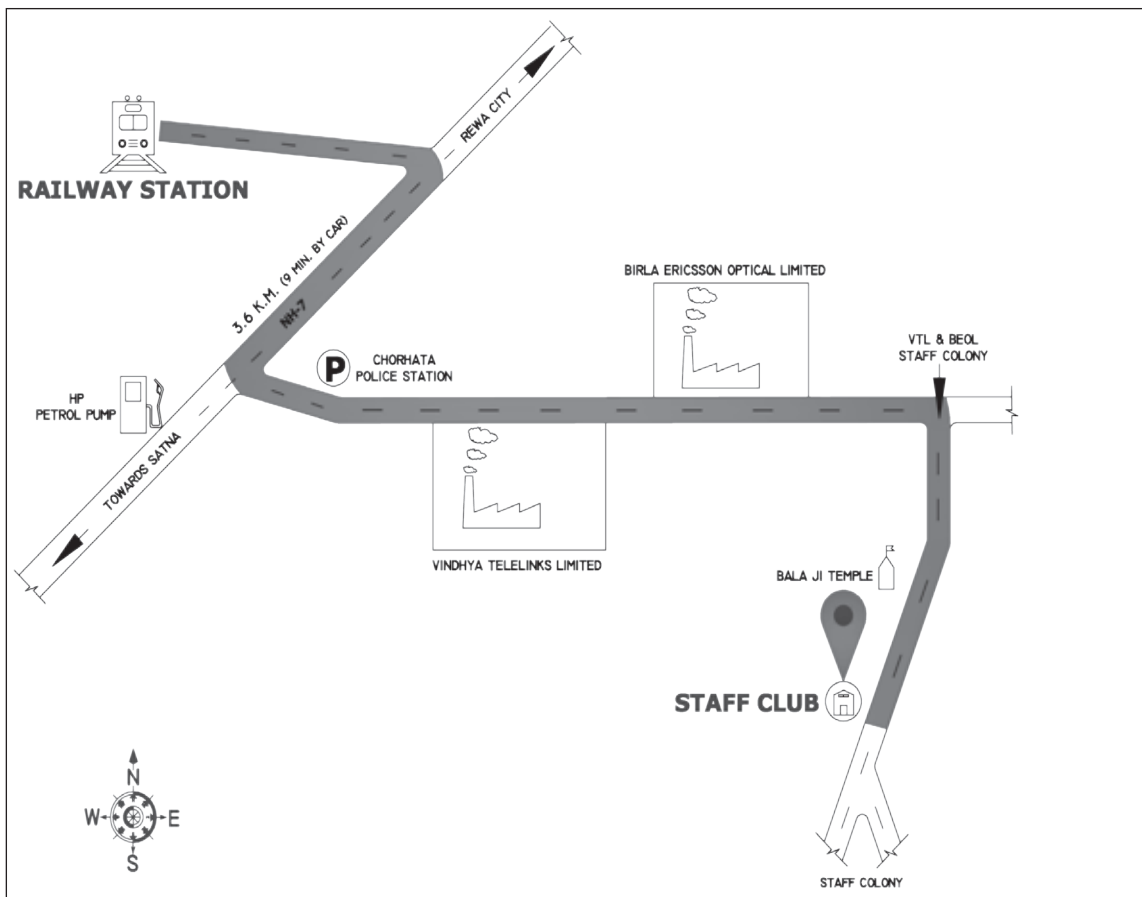 REWA CITY
RAILWAY STATION
3.6 K.M. (9 MIN. BY CAR)
NH-7
BIRLA ERICSSON OPTICAL LIMITED
VTL & BEOL
STAFF COLONY
P
CHORHATA
POLICE STATION
HP
PETROL PUMP
TOWARDS SATNA
VINDHYA TELELINKS LIMITED
BALA JI TEMPLE
STAFF CLUB
N
W
E
S
STAFF COLONY